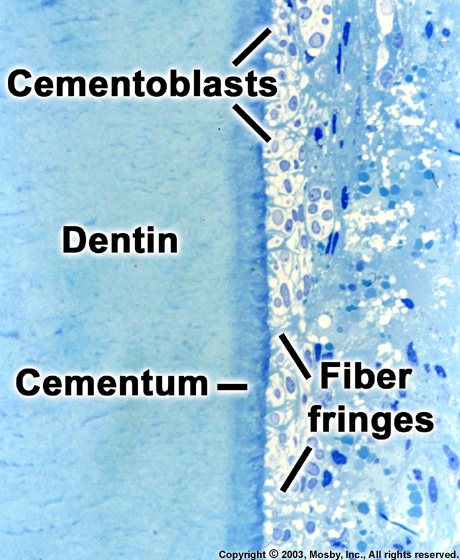 Cementoblasts
Dentin
Cementum
Fiber
fringes
Copyright © 2003, Mosby, Inc., All rights reserved.